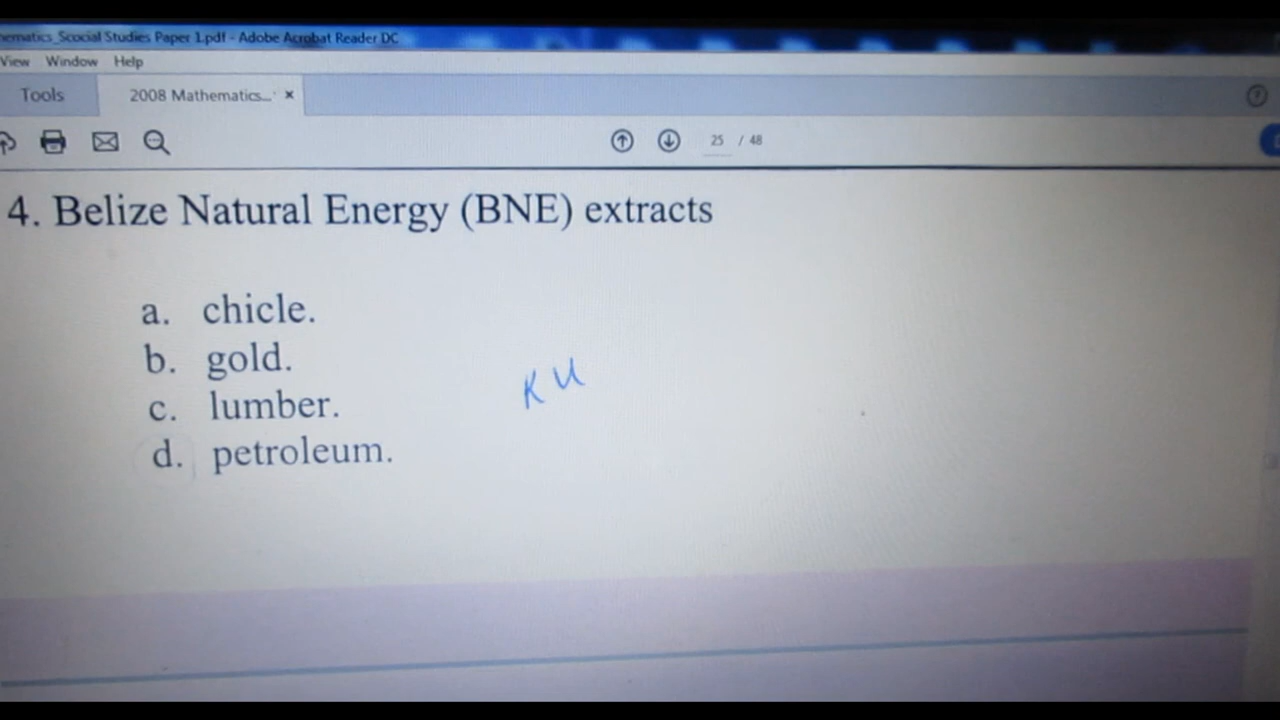 ematics_Scocial Studies Paper 1.pdf - Adobe Acrobat Reader DC
View Window Help
Tools 2008 Mathematics... ×
25 / 48
4. Belize Natural Energy (BNE) extracts
a. chicle.
b. gold.
c. lumber.
d. petroleum.
KU